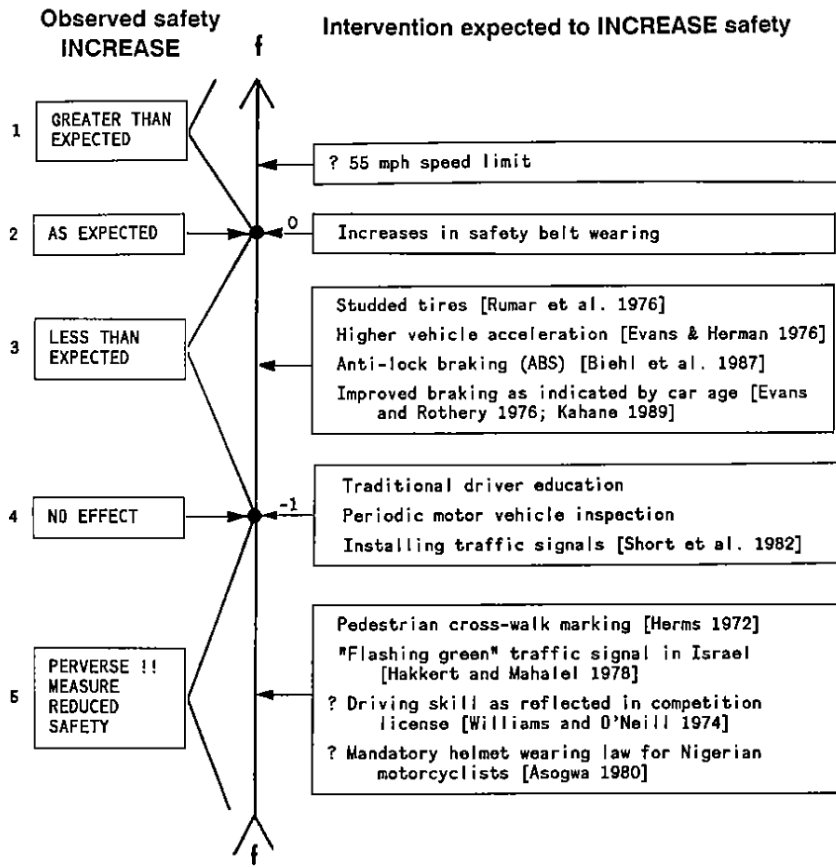 Observed safety
INCREASE
f
Intervention expected to INCREASE safety
1
GREATER THAN
EXPECTED
? 55 mph speed limit
2
AS EXPECTED
0
Increases in safety belt wearing
3
LESS THAN
EXPECTED
Studded tires [Rumar et al. 1976]
Higher vehicle acceleration [Evans & Herman 1976]
Anti-lock braking (ABS) [Biehl et al. 1987]
Improved braking as indicated by car age [Evans
and Rothery 1976; Kahane 1989]
4
NO EFFECT
-1
Traditional driver education
Periodic motor vehicle inspection
Installing traffic signals [Short et al. 1982]
5
PERVERSE !!
MEASURE
REDUCED
SAFETY
Pedestrian cross-walk marking [Herms 1972]
"Flashing green" traffic signal in Israel
[Hakkert and Mahalel 1978]
? Driving skill as reflected in competition
license [Williams and O'Neill 1974]
? Mandatory helmet wearing law for Nigerian
motorcyclists [Asogwa 1980]
f